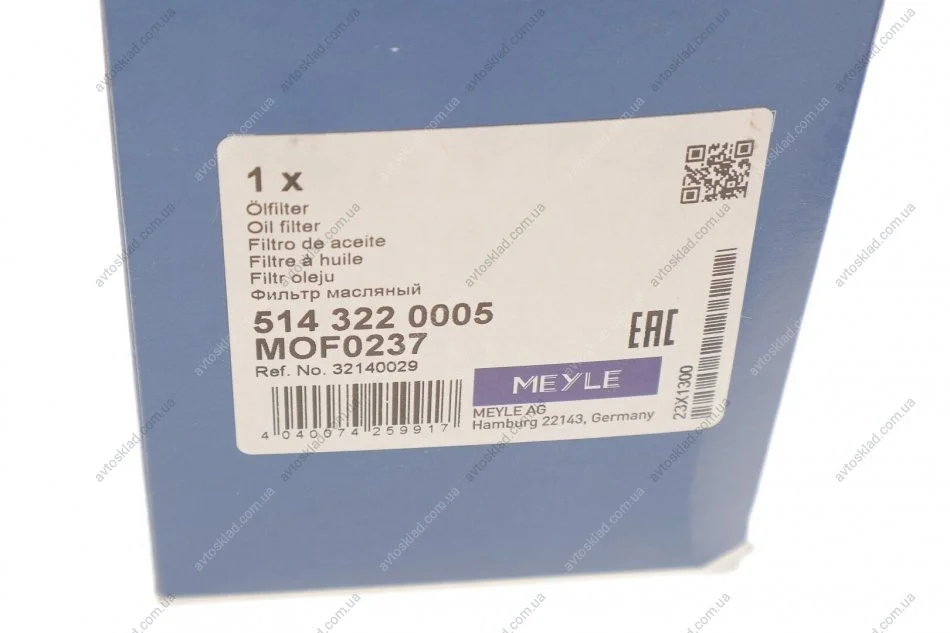 1 x
Ölfilter
Oil filter
Filtro de aceite
Filtre à huile
Filtr oleju
Фильтр масляный
514 322 0005
MOF0237
Ref. No. 32140029
4 040074 259917
EAC
MEYLE
MEYLE AG
Hamburg 22143, Germany
23X1300
avtosklad.com.ua